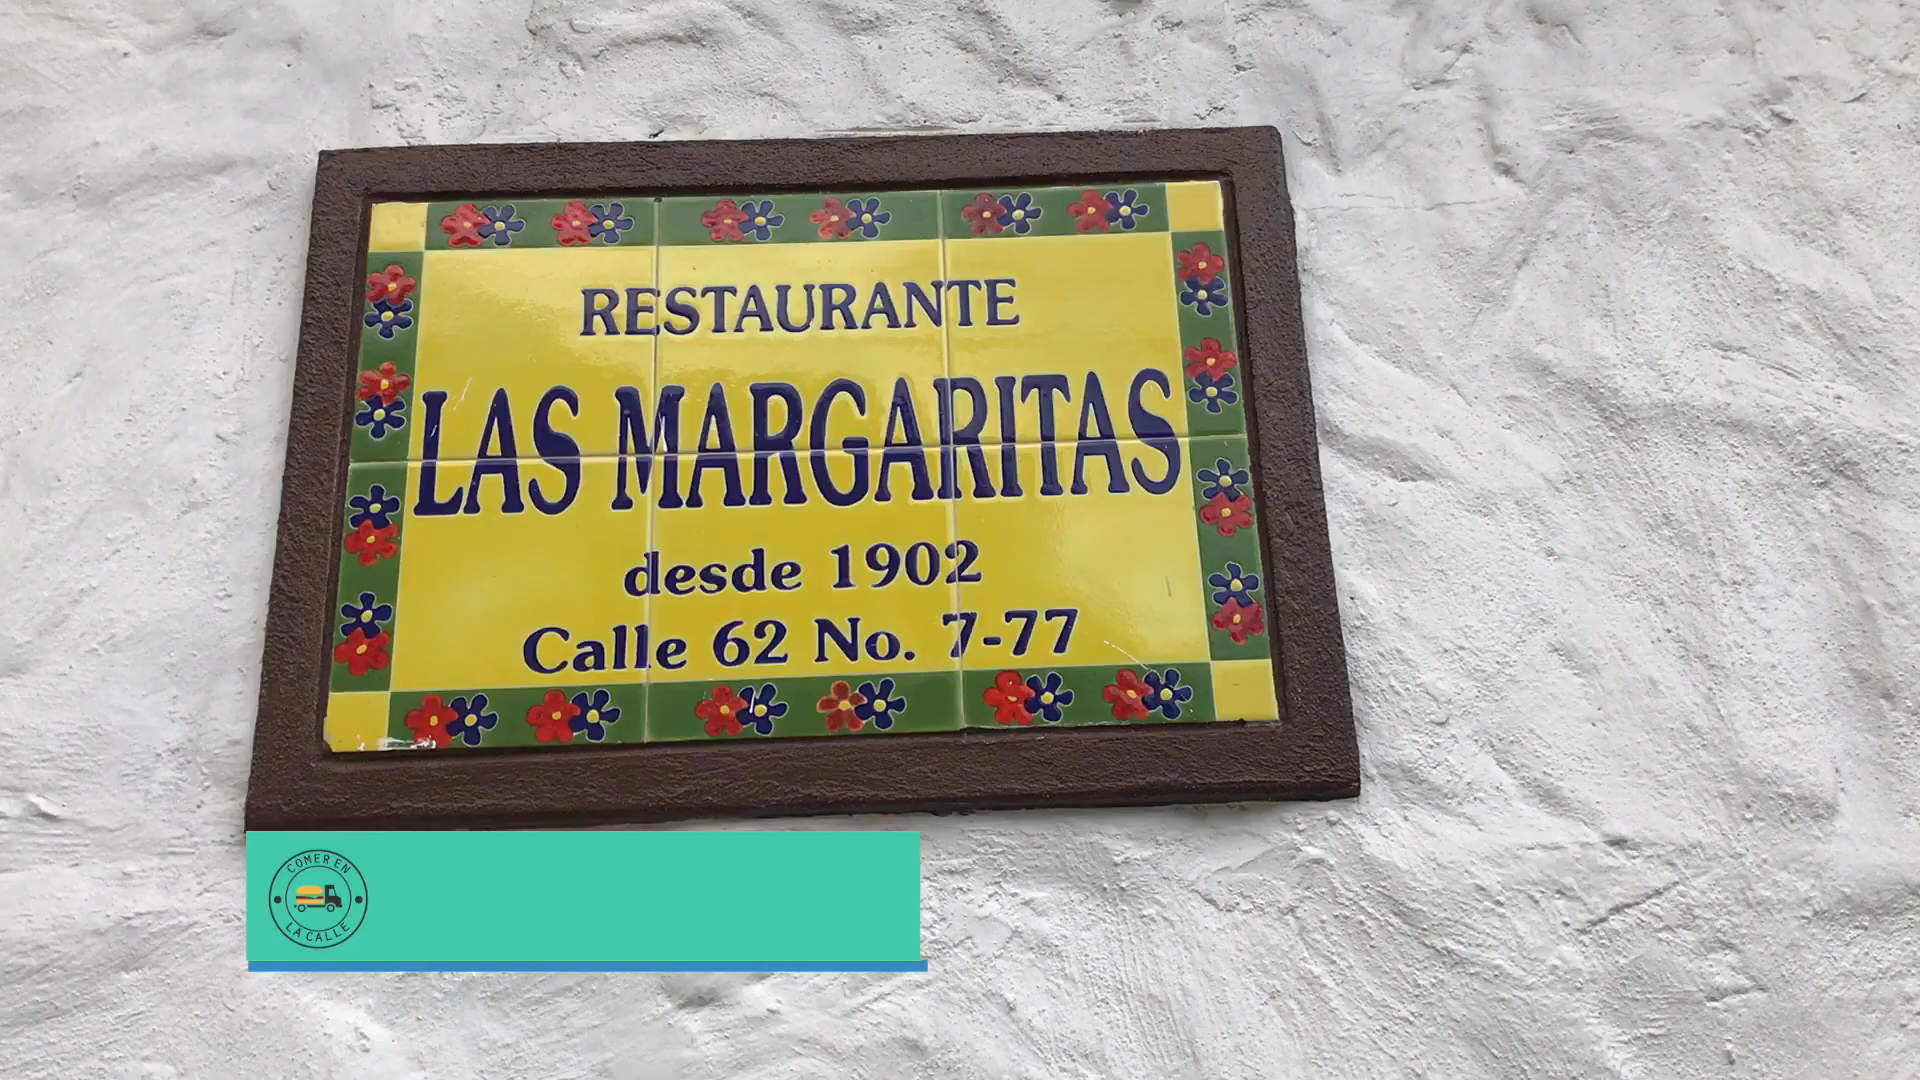 RESTAURANTE
LAS MARGARITAS
desde 1902
Calle 62 No. 7-77
COMER EN
LA CALLE